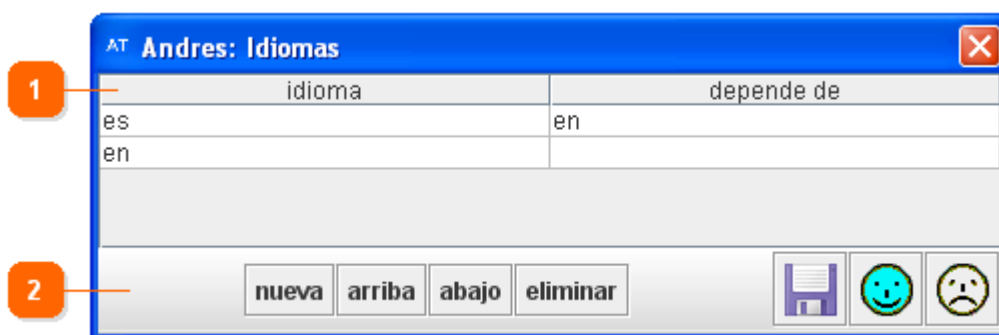 AT Andres: Idiomas
1
idioma depende de
es en
en
2
nueva arriba abajo eliminar